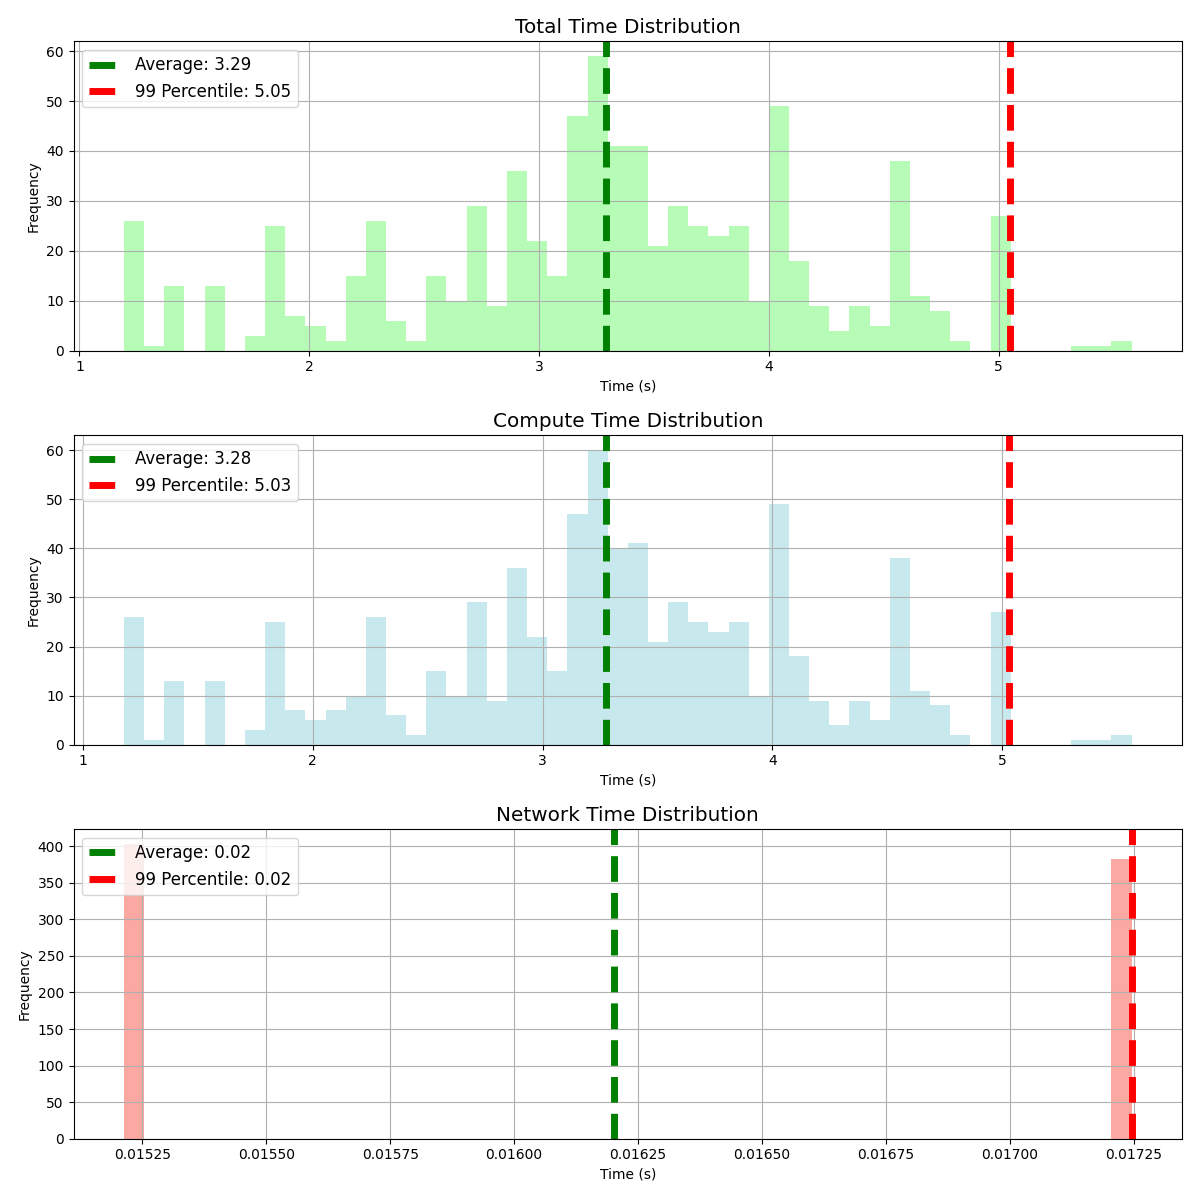 Total Time Distribution
60
50
40
30
20
10
0
Frequency
Average: 3.29
99 Percentile: 5.05
1 2 3 4 5
Time (s)
Compute Time Distribution
60
50
40
30
20
10
0
Frequency
Average: 3.28
99 Percentile: 5.03
1 2 3 4 5
Time (s)
Network Time Distribution
400
350
300
250
200
150
100
50
0
Frequency
Average: 0.02
99 Percentile: 0.02
0.01525 0.01550 0.01575 0.01600 0.01625 0.01650 0.01675 0.01700 0.01725
Time (s)